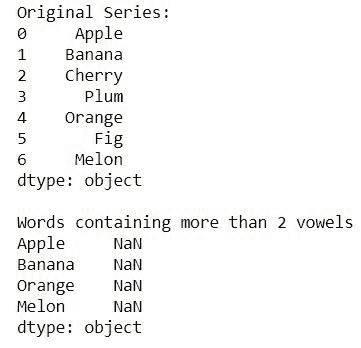 Original Series:
0 Apple
1 Banana
2 Cherry
3 Plum
4 Orange
5 Fig
6 Melon
dtype: object
Words containing more than 2 vowels
Apple NaN
Banana NaN
Orange NaN
Melon NaN
dtype: object